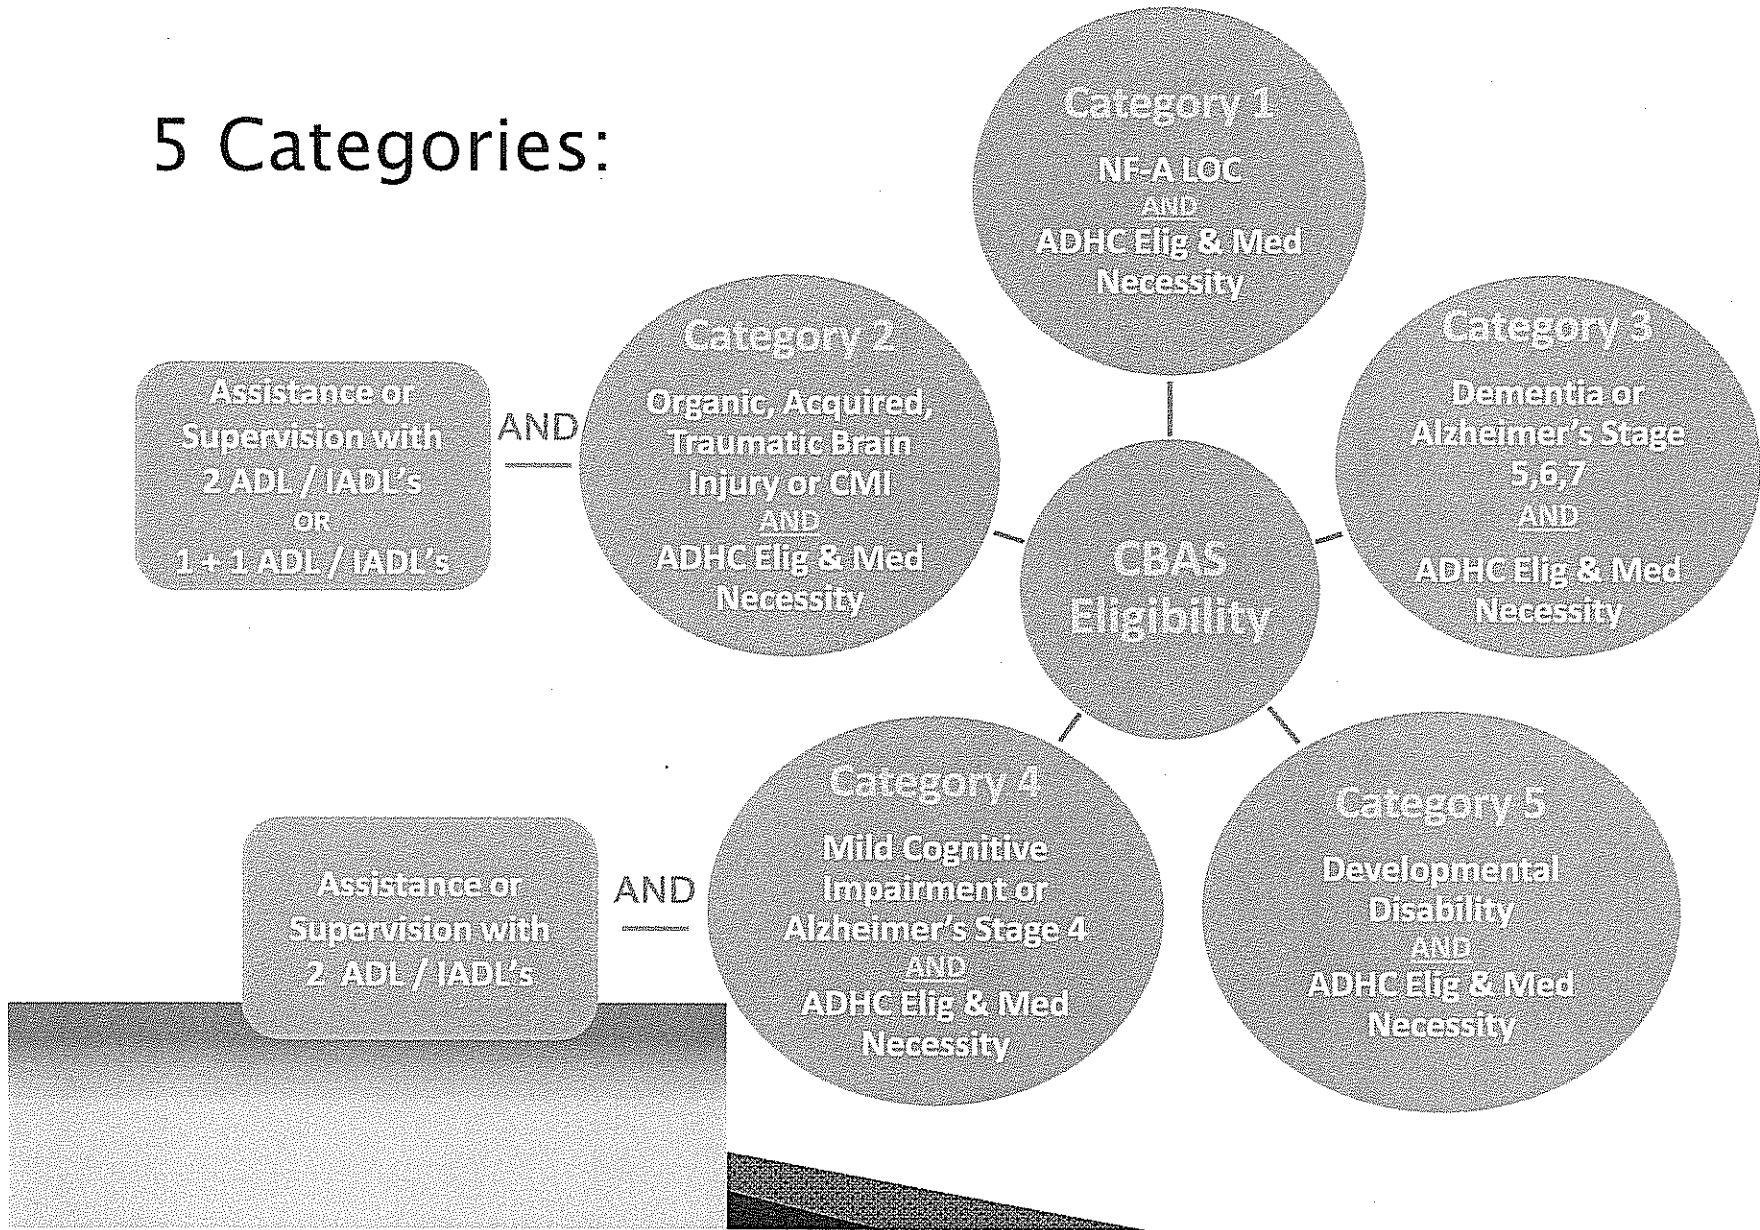 5 Categories:
Category 1
NF-A LOC
AND
ADHC Elig & Med
Necessity
Category 2
Organic, Acquired,
Traumatic Brain
Injury or CMI
AND
ADHC Elig & Med
Necessity
AND
Assistance or
Supervision with
2 ADL / IADL's
OR
1 + 1 ADL / IADL's
Category 3
Dementia or
Alzheimer's Stage
5,6,7
AND
ADHC Elig & Med
Necessity
CBAS
Eligibility
Category 4
Mild Cognitive
Impairment or
Alzheimer's Stage 4
AND
ADHC Elig & Med
Necessity
AND
Assistance or
Supervision with
2 ADL / IADL's
Category 5
Developmental
Disability
AND
ADHC Elig & Med
Necessity